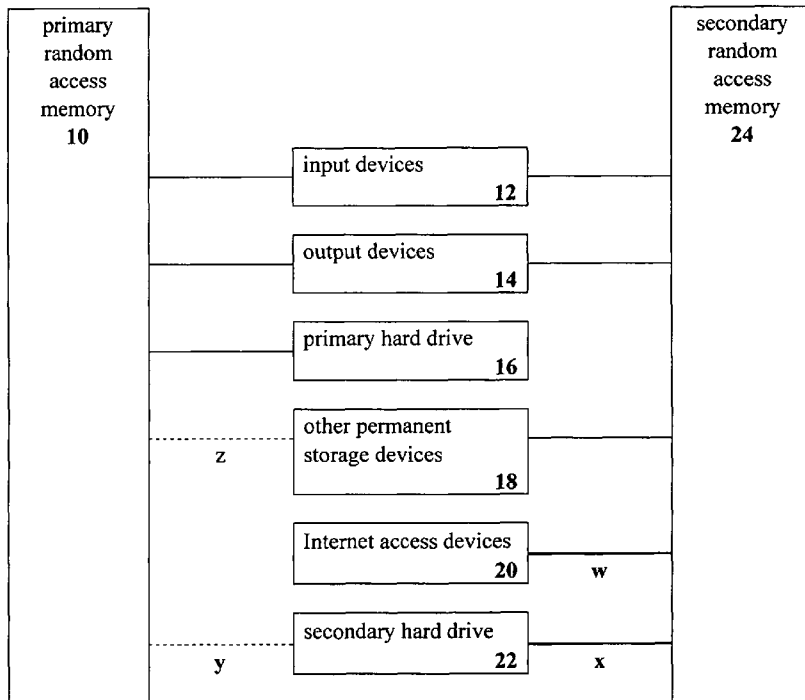 primary
random
access
memory
10
secondary
random
access
memory
24
input devices
12
output devices
14
primary hard drive
16
z
other permanent
storage devices
18
Internet access devices
20
w
y
secondary hard drive
22
x